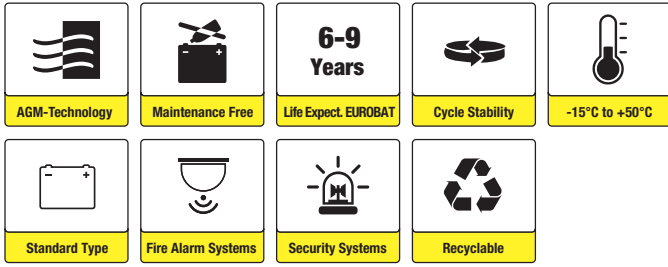 6-9
Years
AGM-Technology
Maintenance Free
Life Expect. EUROBAT
Cycle Stability
-15°C to +50°C
Standard Type
Fire Alarm Systems
Security Systems
Recyclable